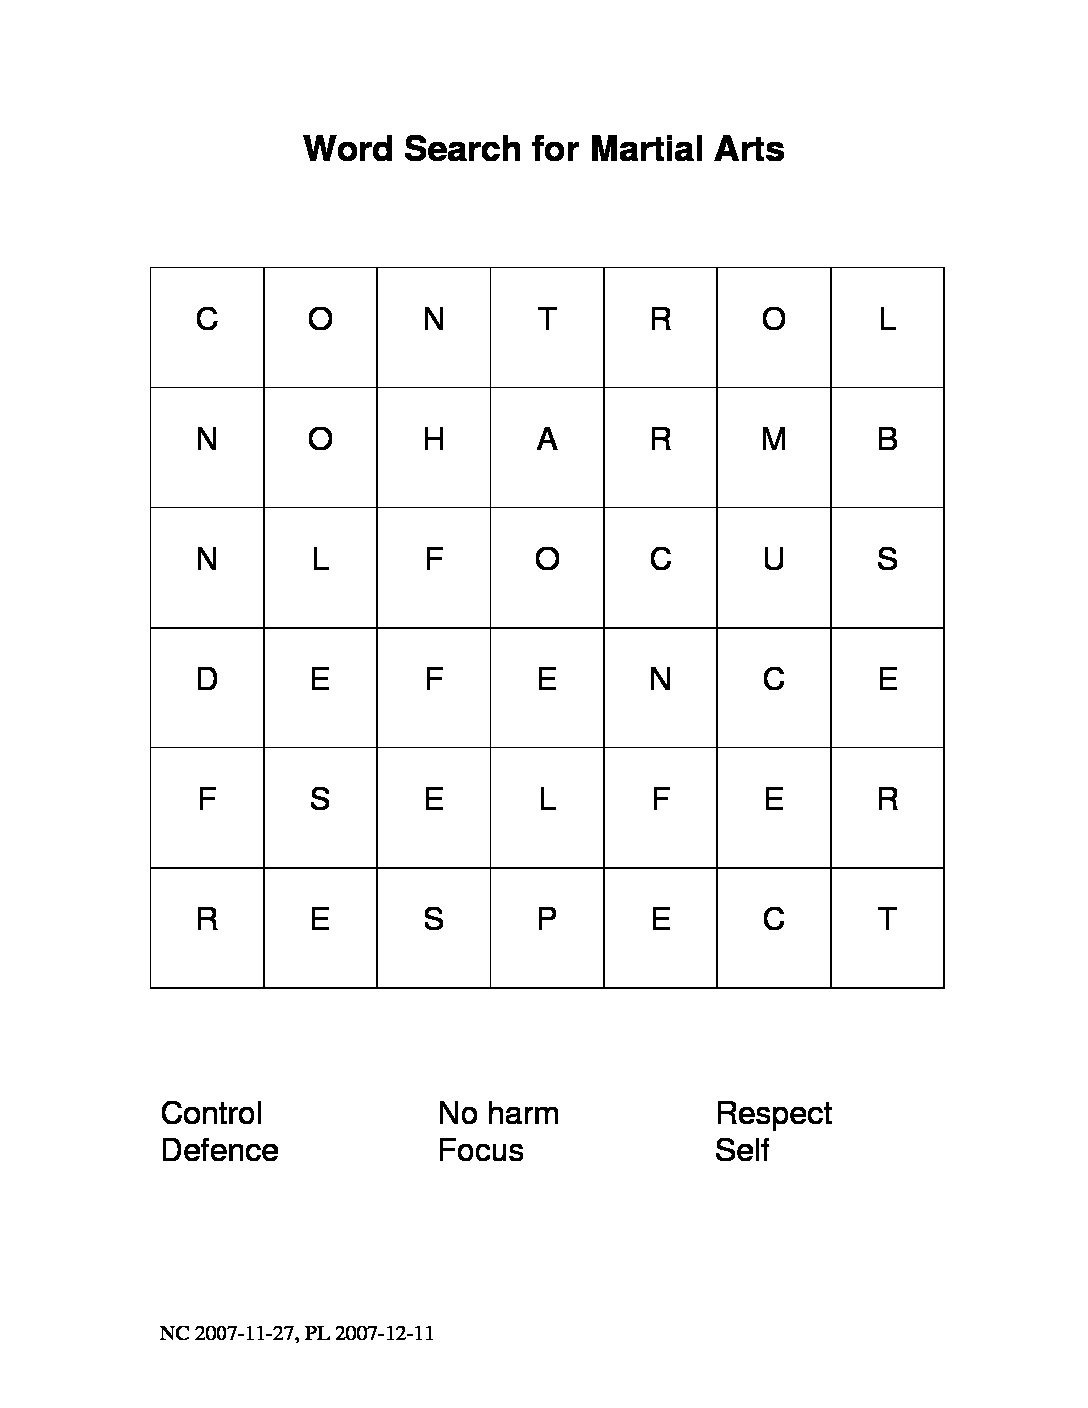 Word Search for Martial Arts
C O N T R O L
N O H A R M B
N L F O C U S
D E F E N C E
F S E L F E R
R E S P E C T
Control No harm Respect
Defence Focus Self
NC 2007-11-27, PL 2007-12-11